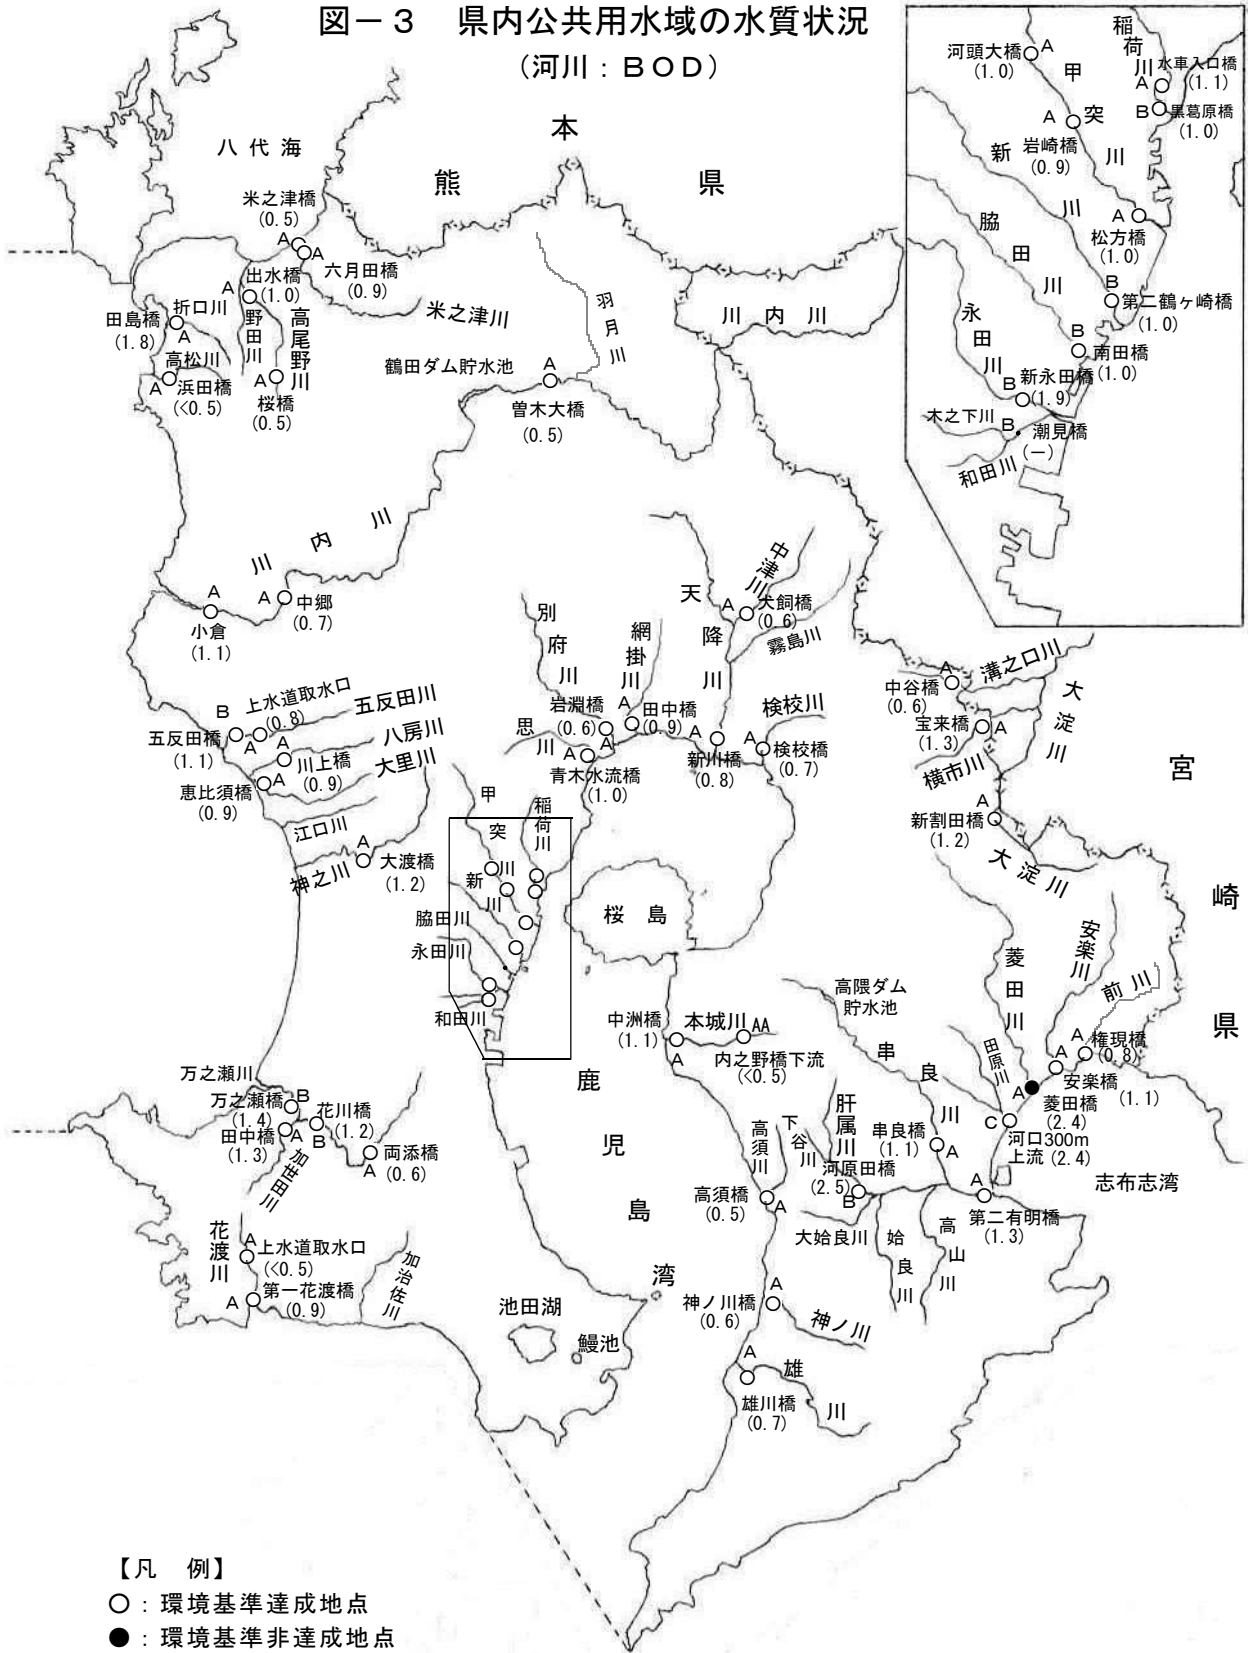 図－３　県内公共用水域の水質状況
（河川：ＢＯＤ）
八代海
熊
本
県
米之津橋
(0.5)
A
A
六月田橋
(0.9)
出水橋
(1.0)
A
折口川
田島橋
(1.8)
A
高松川
浜田橋
(<0.5)
A
野田川
高尾野川
A
桜橋
(0.5)
米之津川
羽月川
川内川
鶴田ダム貯水池
A
曽木大橋
(0.5)
川内川
A
小倉
(1.1)
A
中郷
(0.7)
河頭大橋
(1.0)
A
甲突川
稲荷川
水車入口橋
A
(1.1)
B
黒葛原橋
(1.0)
A
岩崎橋
(0.9)
新川
A
松方橋
(1.0)
脇田川
B
第二鶴ヶ崎橋
(1.0)
永田川
B
南田橋
(1.0)
B
新永田橋
(1.9)
木之下川
B
潮見橋
(－)
和田川
天降川
中津川
A
犬飼橋
(0.6)
霧島川
別府川
網掛川
岩淵橋
(0.6)
A
A
田中橋
(0.9)
思川
A
青木水流橋
(1.0)
A
新川橋
(0.8)
検校川
A
検校橋
(0.7)
溝之口川
A
中谷橋
(0.6)
大淀川
宝来橋
(1.3)
A
横市川
A
新割田橋
(1.2)
大淀川
宮
崎
県
上水道取水口
(0.8)
A
五反田川
B
五反田橋
(1.1)
八房川
A
川上橋
(0.9)
大里川
A
恵比須橋
(0.9)
江口川
神之川
A
大渡橋
(1.2)
甲突川
稲荷川
新川
脇田川
永田川
和田川
桜島
中洲橋
(1.1)
A
本城川
AA
内之野橋下流
(<0.5)
鹿
児
島
湾
高隈ダム
貯水池
串良川
菱田川
田原川
安楽川
前川
A
権現橋
(0.8)
A
安楽橋
(1.1)
A
菱田橋
(2.4)
C
河口300m
上流(2.4)
志布志湾
万之瀬川
万之瀬橋
(1.4)
B
花川橋
(1.2)
B
田中橋
(1.3)
A
加世田川
両添橋
A
(0.6)
花渡川
A
上水道取水口
(<0.5)
A
第一花渡橋
(0.9)
加治佐川
池田湖
鰻池
高須川
下谷川
肝属川
河原田橋
(2.5)
B
串良橋
(1.1)
A
高須橋
(0.5)
A
A
第二有明橋
(1.3)
大姶良川
姶良川
高山川
A
神ノ川橋
(0.6)
神ノ川
A
雄川
雄川橋
(0.7)
【凡　例】
○：環境基準達成地点
●：環境基準非達成地点